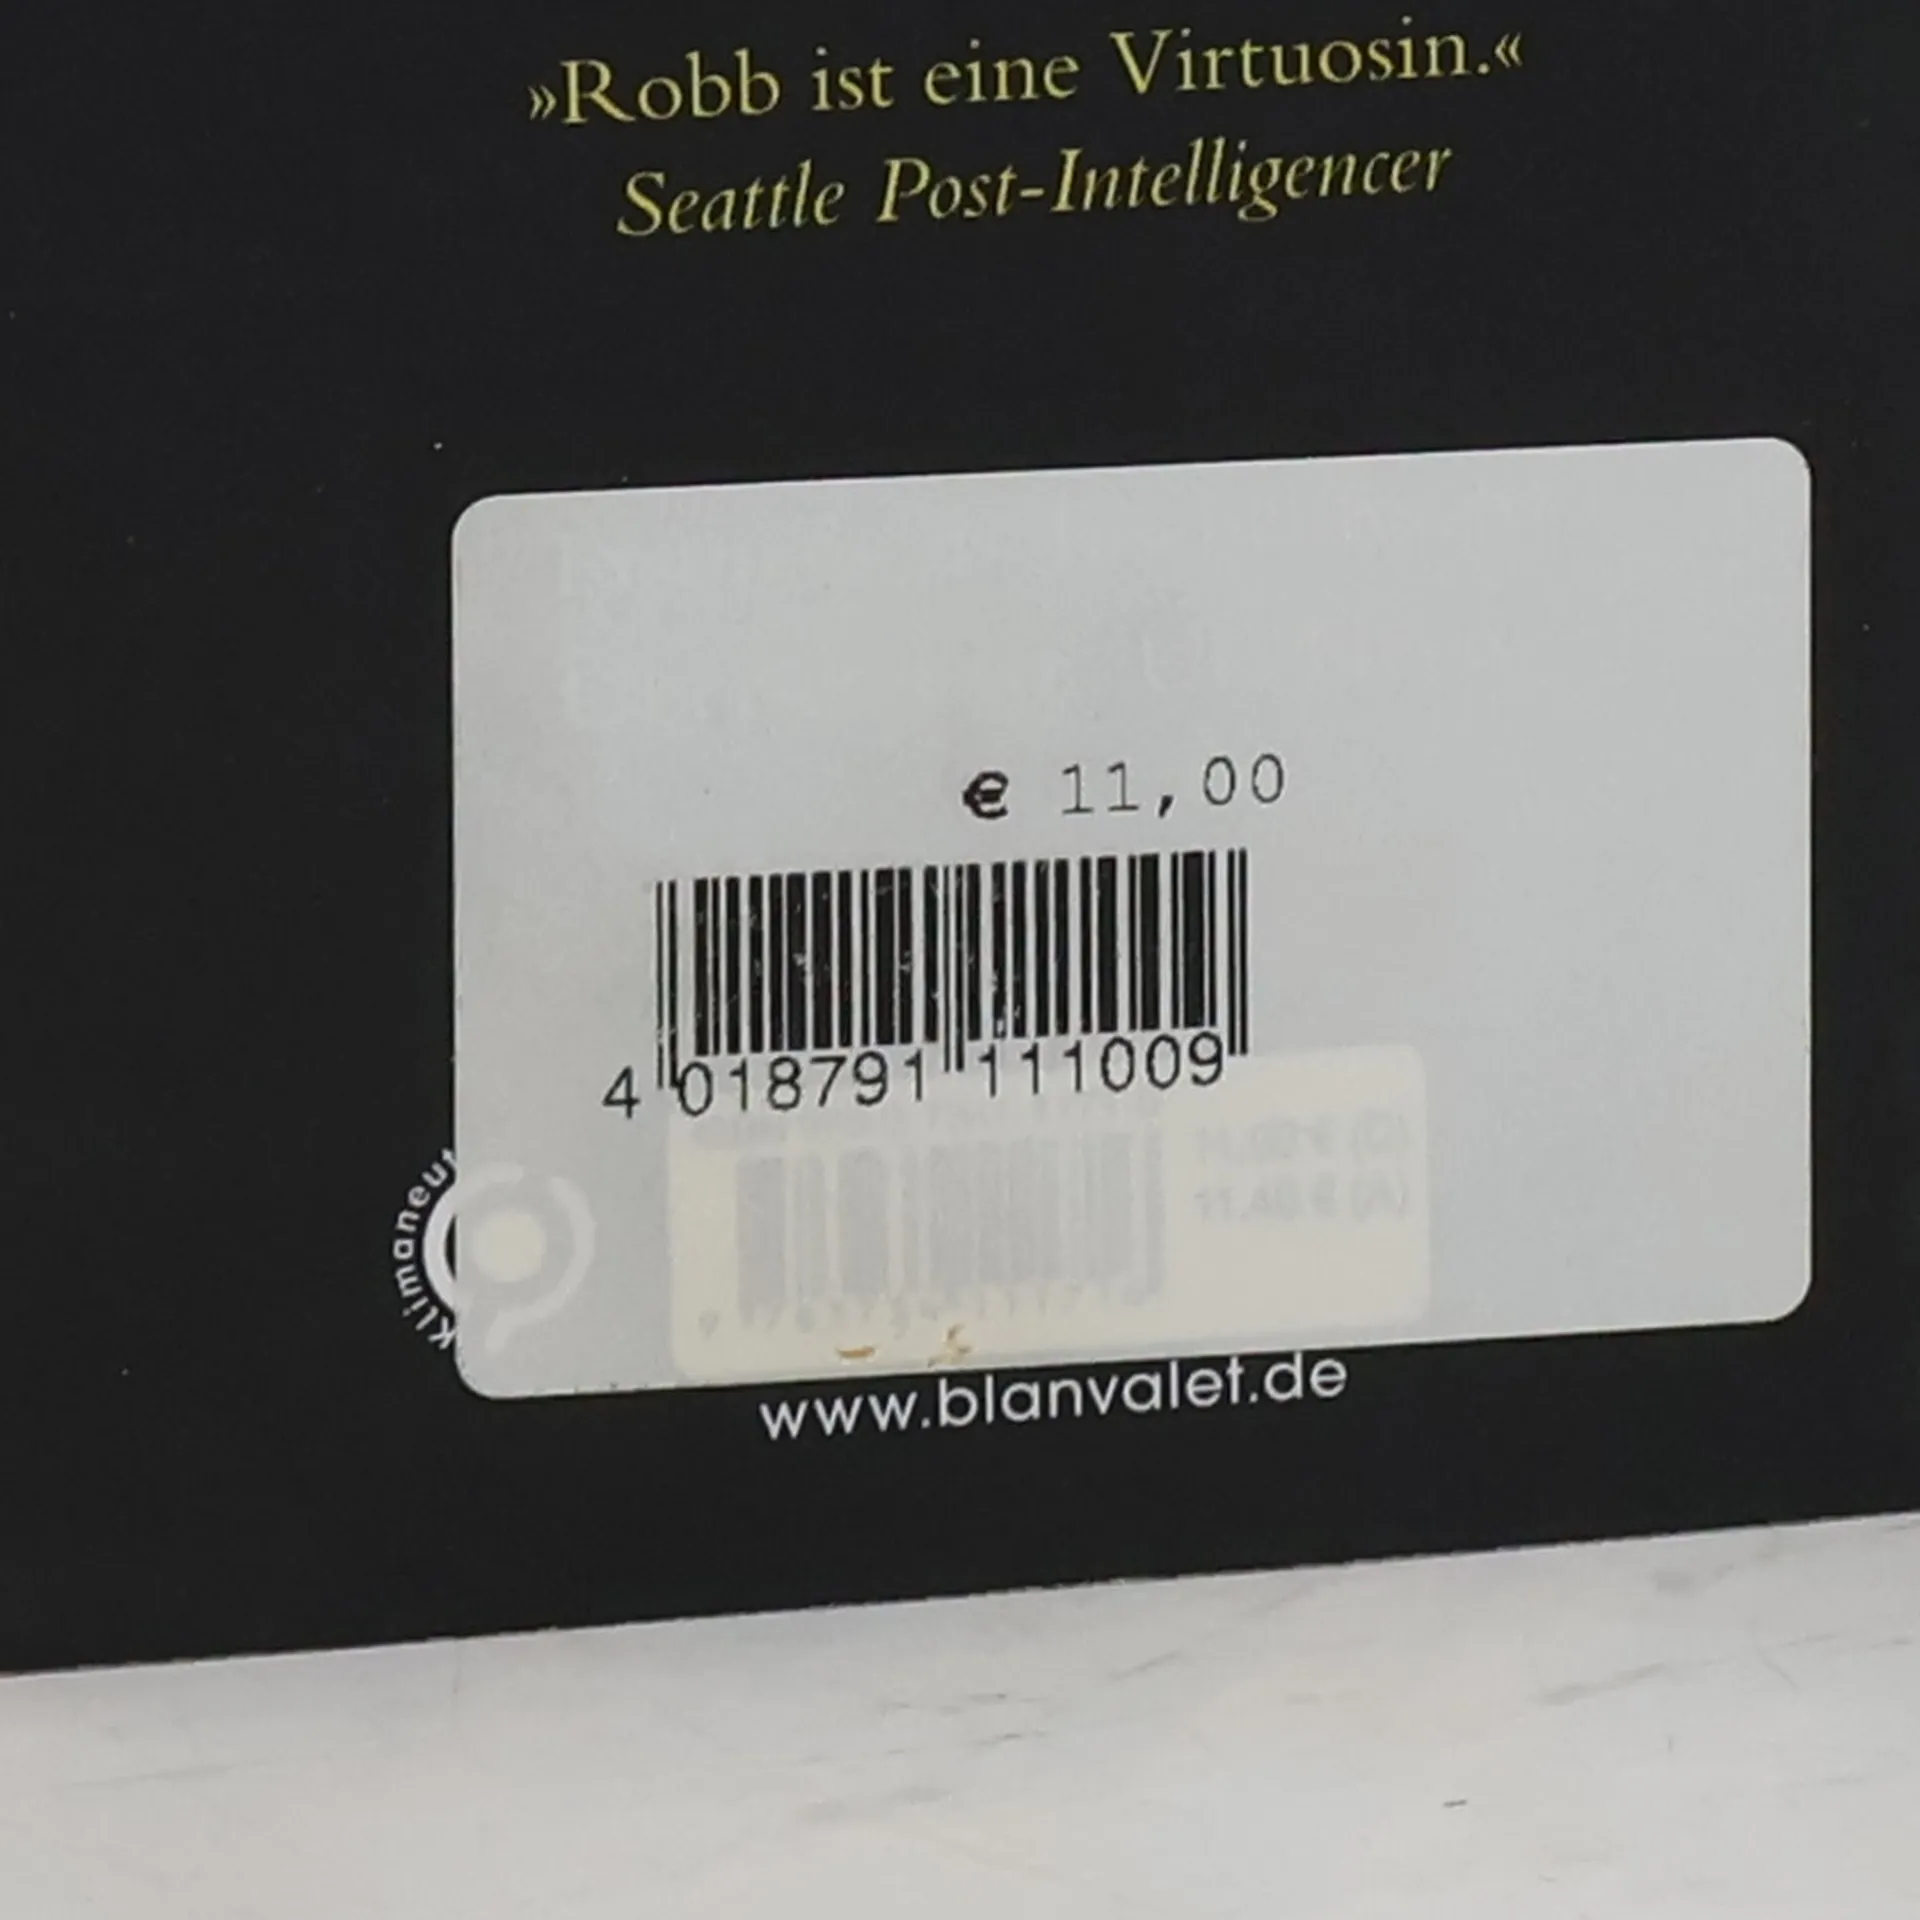 »Robb ist eine Virtuosin.«
Seattle Post-Intelligencer
€ 11,00
4 018791 111009
www.blanvalet.de